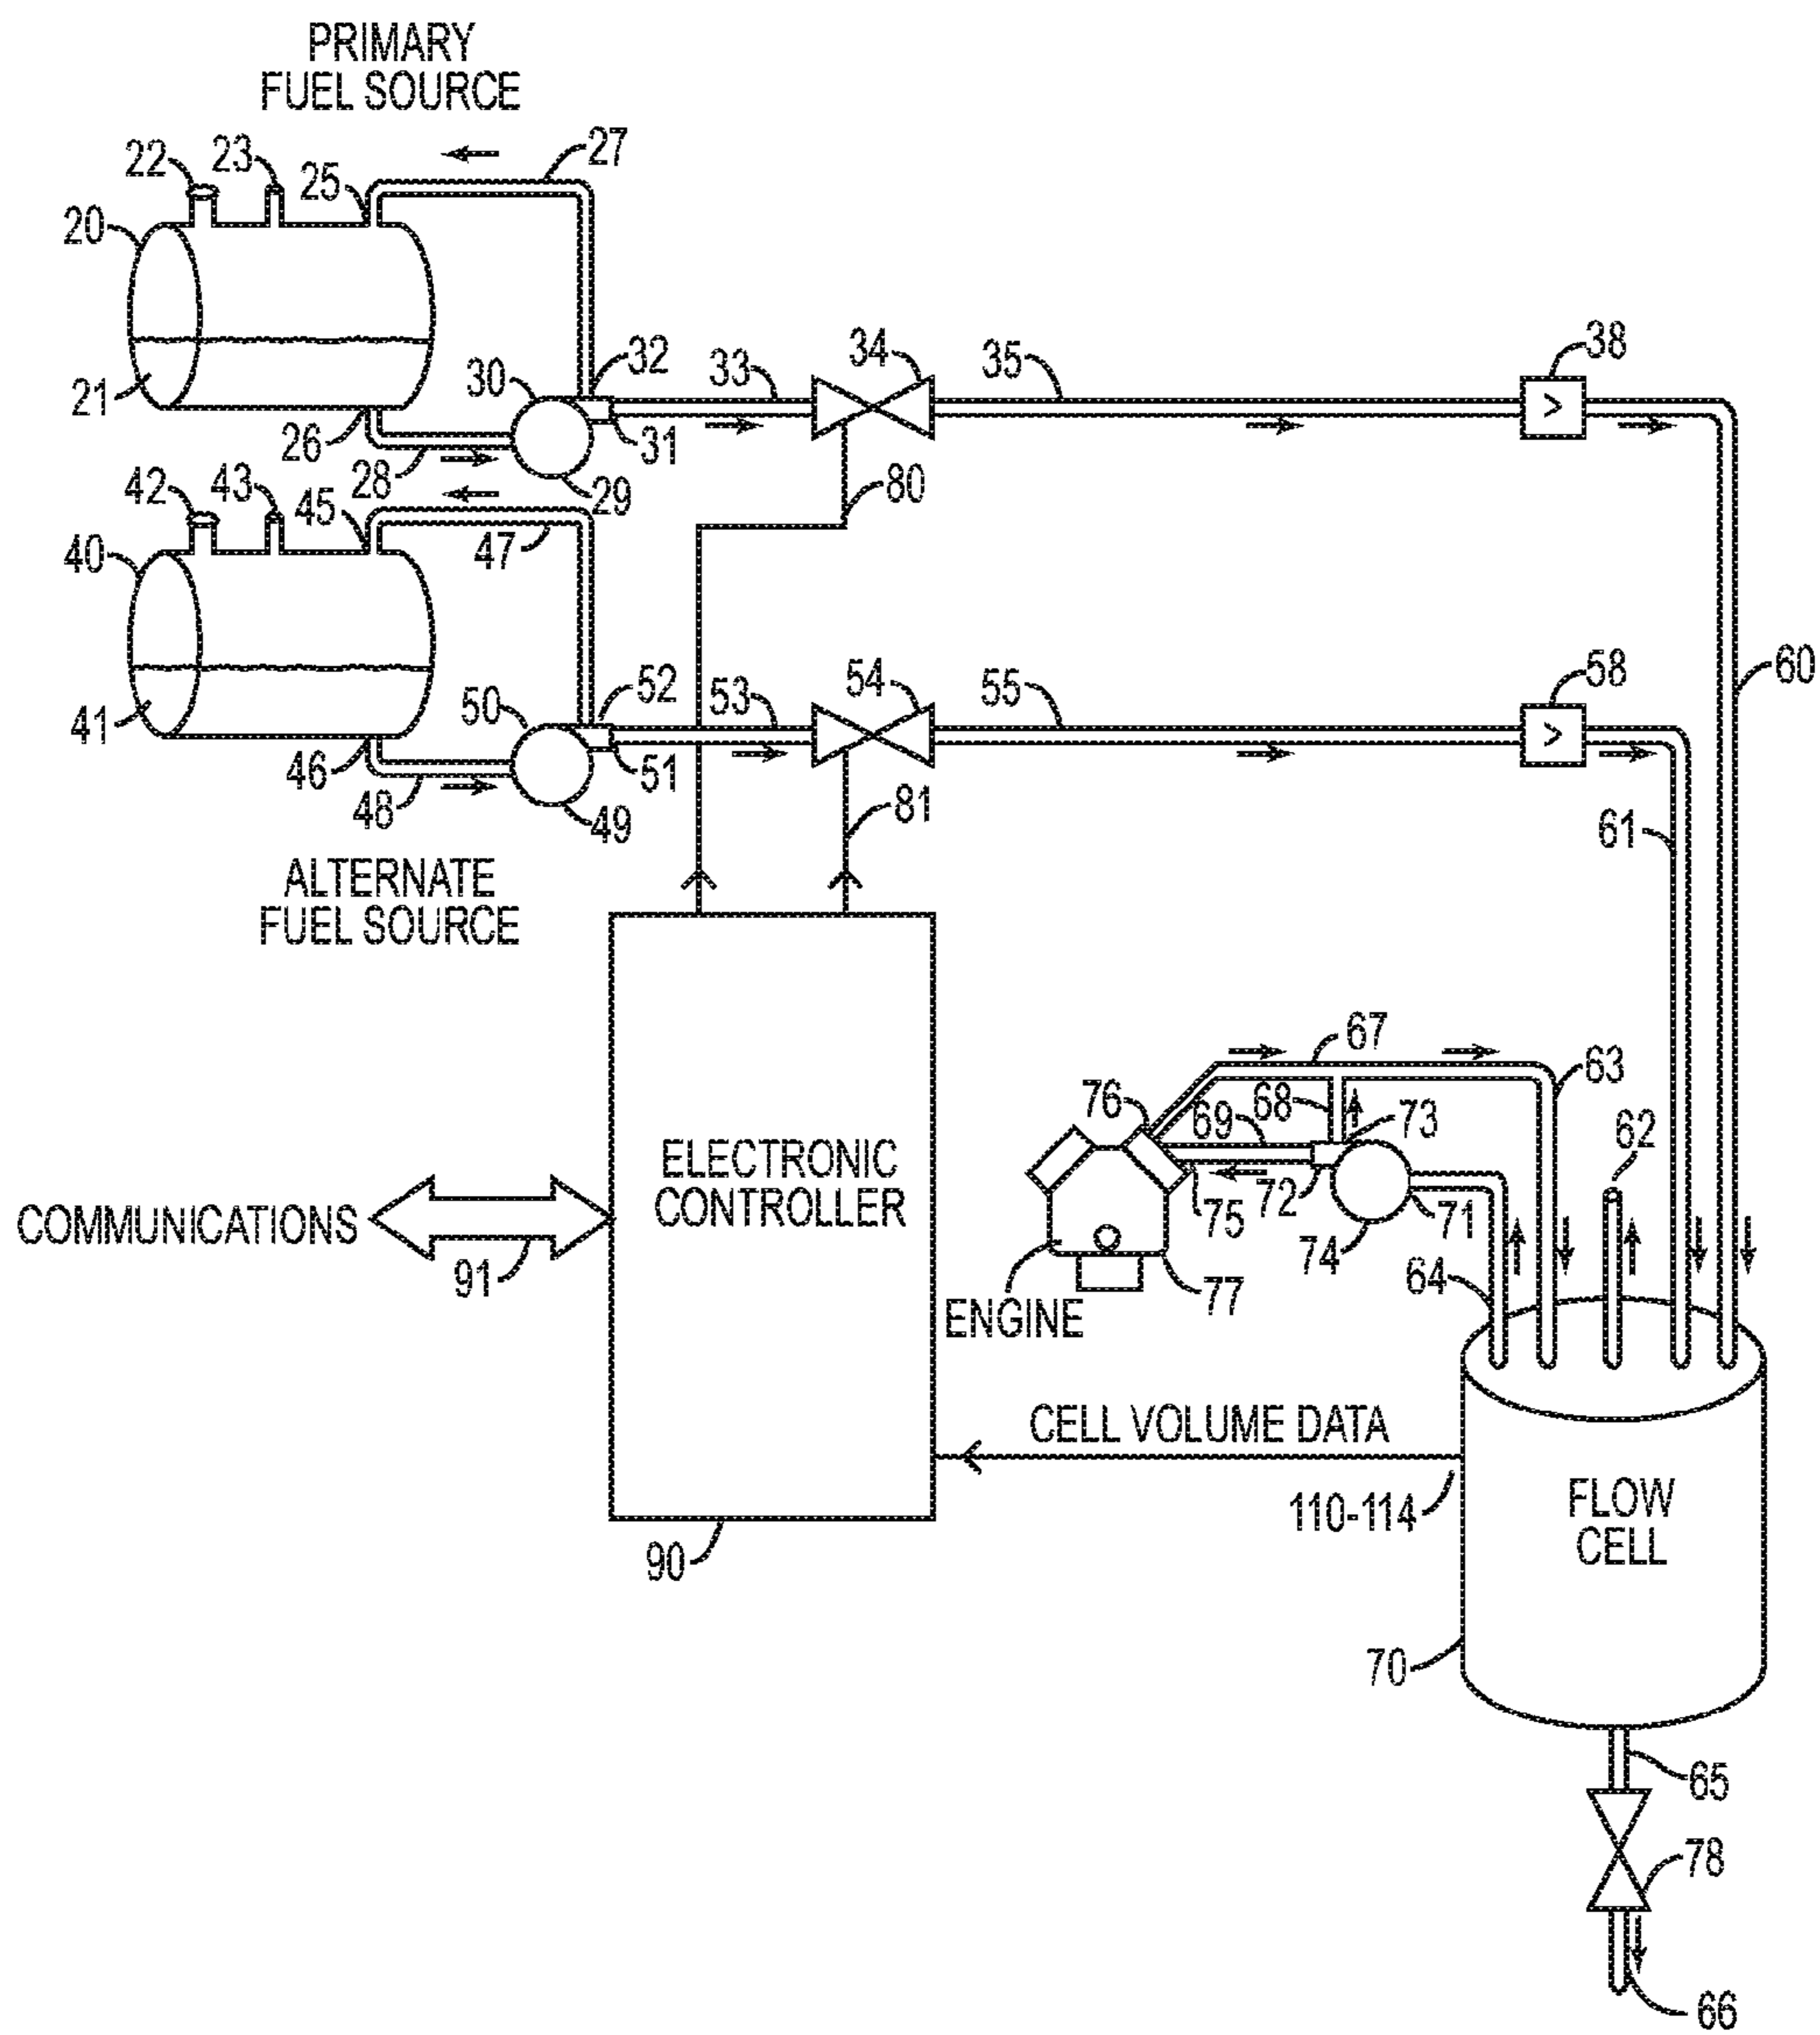 PRIMARY
FUEL SOURCE
22 23 25 27
20
21
26 28 30 29 32 31 33 34 35 38
80
42 43 45 47
40
41
46 48 50 49 52 51 53 54 55 58
60
81 61
ALTERNATE
FUEL SOURCE
67 63
76 69 68 73 62
75 72 71
74 64
77
ENGINE
ELECTRONIC
CONTROLLER
COMMUNICATIONS
91
CELL VOLUME DATA
110-114
FLOW
CELL
90
70
65
78
66